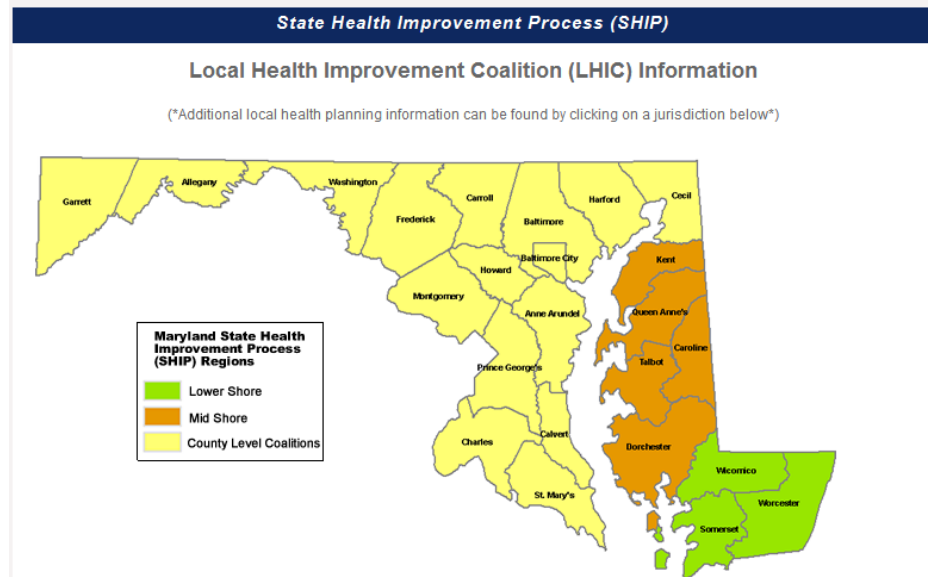 State Health Improvement Process (SHIP)
Local Health Improvement Coalition (LHIC) Information
(*Additional local health planning information can be found by clicking on a jurisdiction below*)
Garrett
Allegany
Washington
Frederick
Carroll
Baltimore
Harford
Cecil
Baltimore City
Howard
Kent
Montgomery
Anne Arundel
Queen Anne's
Caroline
Talbot
Prince George's
Charles
Calvert
Dorchester
St. Mary's
Wicomico
Worcester
Somerset
Maryland State Health
Improvement Process
(SHIP) Regions
Lower Shore
Mid Shore
County Level Coalitions